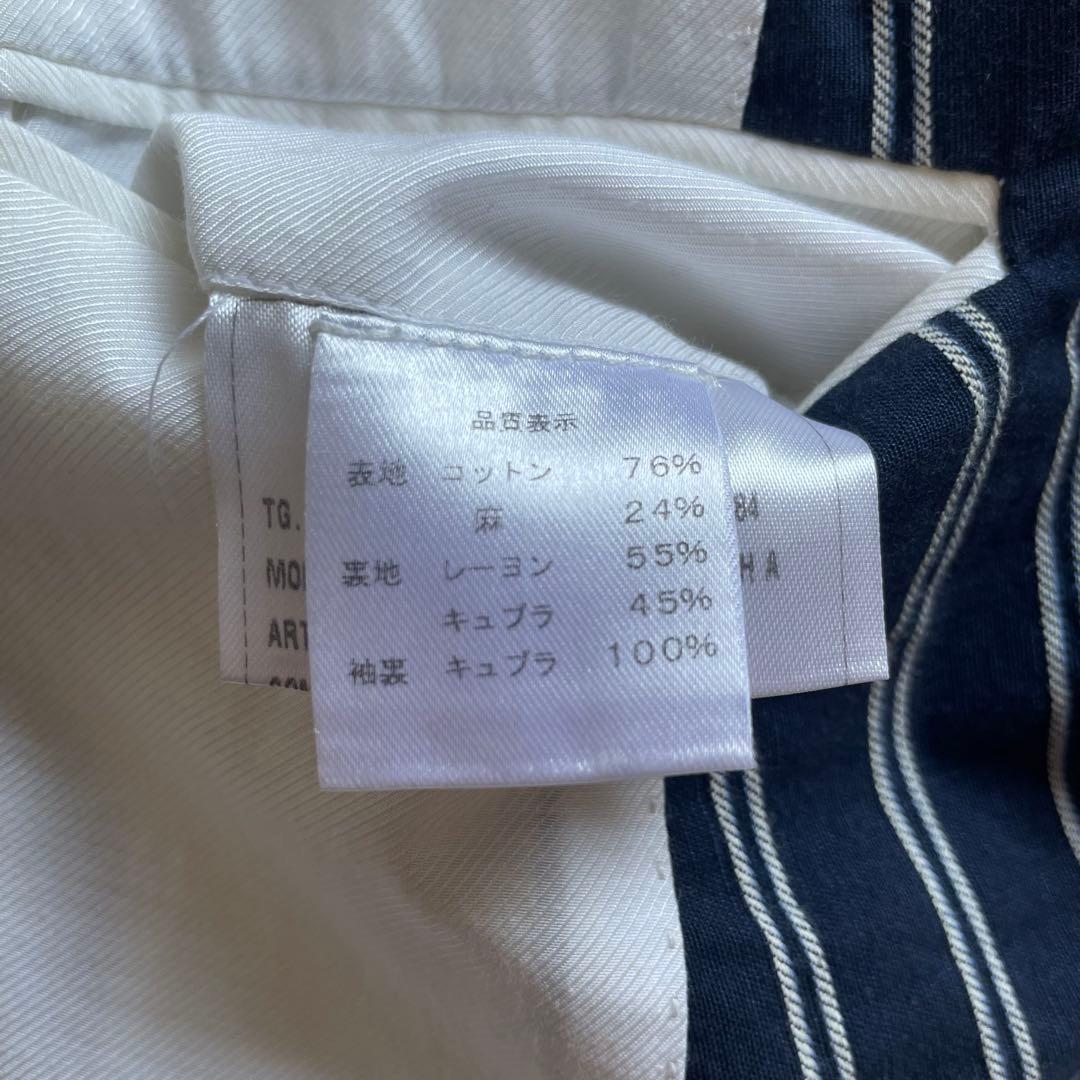 品質表示
表地 コットン 76%
麻 24%
裏地 レーヨン 55%
キュプラ 45%
袖裏 キュプラ 100%
TG. 84
MO H A
ART